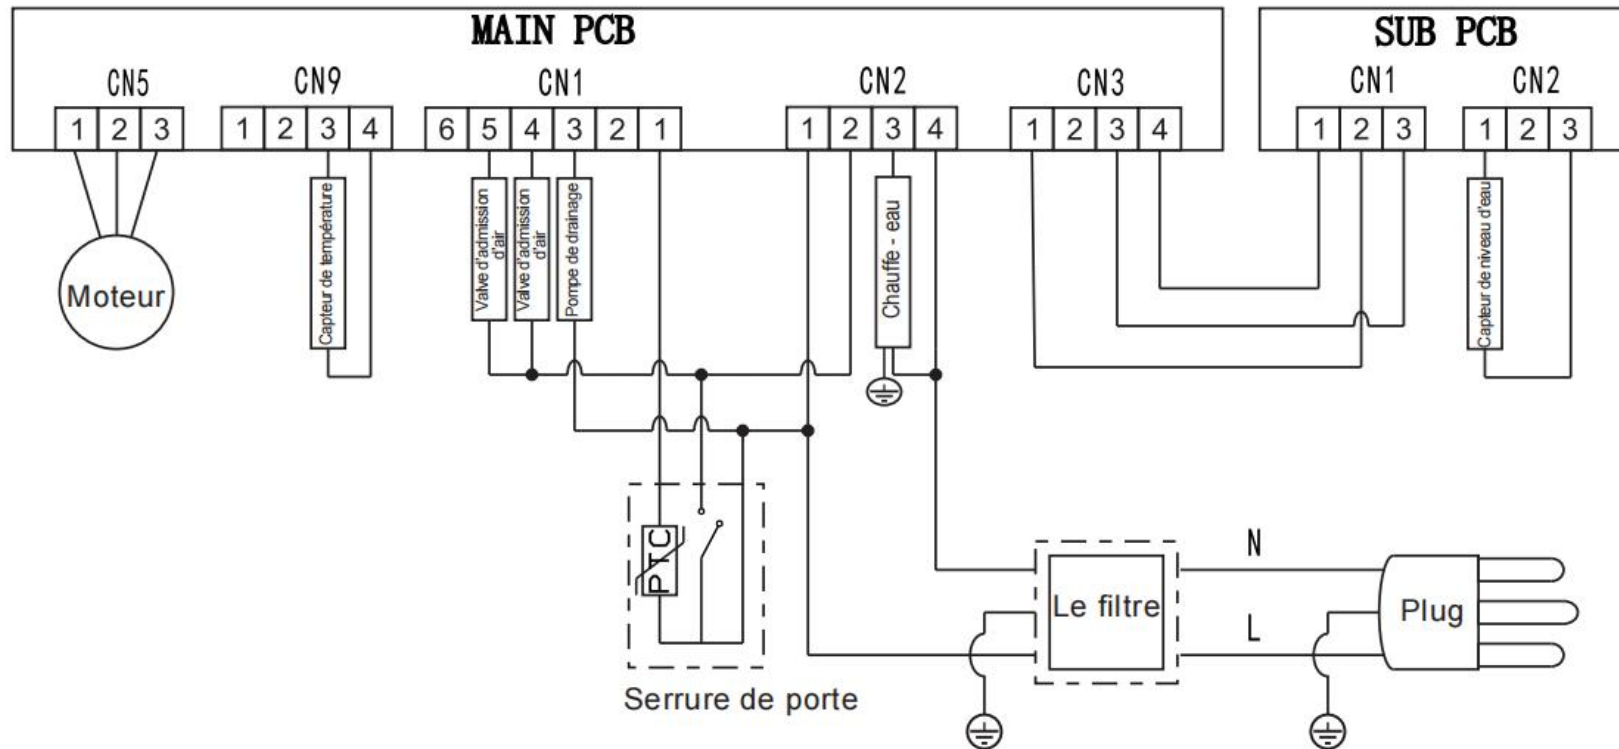 MAIN PCB
SUB PCB
CN5
CN9
CN1
CN2
CN3
CN1
CN2
1 2 3
1 2 3 4
6 5 4 3 2 1
1 2 3 4
1 2 3 4
1 2 3
1 2 3
Moteur
Capteur de température
Valve d'admission
d'air
Valve d'admission
d'air
Pompe de drainage
Chauffe - eau
Capteur de niveau d'eau
PTC
Serrure de porte
Le filtre
N
L
Plug